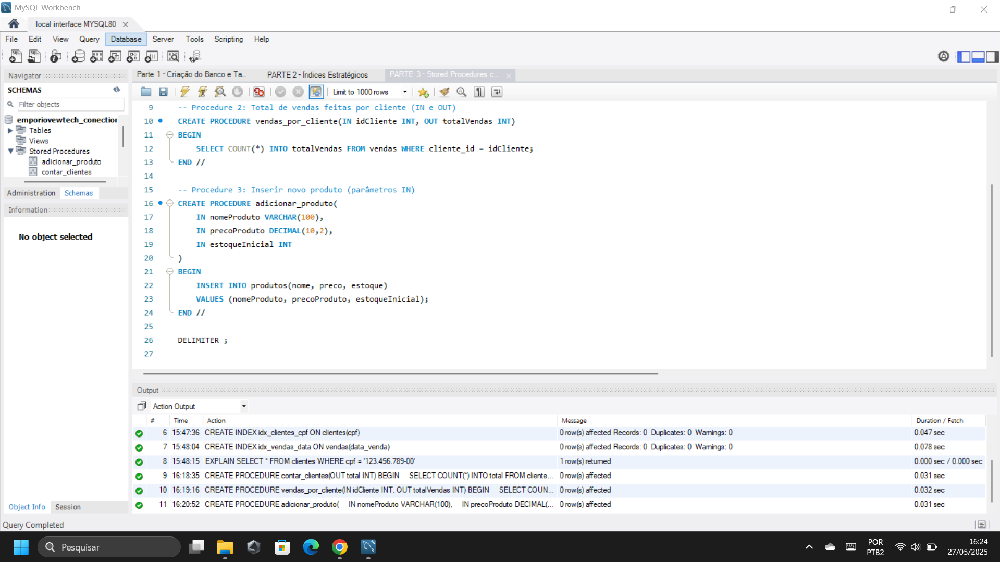 MySQL Workbench
local interface MYSQL80
File Edit View Query Database Server Tools Scripting Help
Navigator
SCHEMAS
Filter objects
emporiovewtech_conection
Tables
Views
Stored Procedures
adicionar_produto
contar_clientes
Administration Schemas
Information
No object selected
Object Info Session
Query Completed
Parte 1 - Criação do Banco e Ta... PARTE 2 - Índices Estratégicos PARTE 3 - Stored Procedures c...
Limit to 1000 rows
9 -- Procedure 2: Total de vendas feitas por cliente (IN e OUT)
10 CREATE PROCEDURE vendas_por_cliente(IN idCliente INT, OUT totalVendas INT)
11 BEGIN
12 SELECT COUNT(*) INTO totalVendas FROM vendas WHERE cliente_id = idCliente;
13 END //
14
15 -- Procedure 3: Inserir novo produto (parâmetros IN)
16 CREATE PROCEDURE adicionar_produto(
17 IN nomeProduto VARCHAR(100),
18 IN precoProduto DECIMAL(10,2),
19 IN estoqueInicial INT
20 )
21 BEGIN
22 INSERT INTO produtos(nome, preco, estoque)
23 VALUES (nomeProduto, precoProduto, estoqueInicial);
24 END //
25
26 DELIMITER ;
27
Output
Action Output
# Time Action Message Duration / Fetch
6 15:47:36 CREATE INDEX idx_clientes_cpf ON clientes(cpf) 0 row(s) affected Records: 0 Duplicates: 0 Warnings: 0 0.047 sec
7 15:48:04 CREATE INDEX idx_vendas_data ON vendas(data_venda) 0 row(s) affected Records: 0 Duplicates: 0 Warnings: 0 0.078 sec
8 15:48:15 EXPLAIN SELECT * FROM clientes WHERE cpf = '123.456.789-00' 1 row(s) returned 0.000 sec / 0.000 sec
9 16:18:35 CREATE PROCEDURE contar_clientes(OUT total INT) BEGIN SELECT COUNT(*) INTO total FROM cliente... 0 row(s) affected 0.031 sec
10 16:19:16 CREATE PROCEDURE vendas_por_cliente(IN idCliente INT, OUT totalVendas INT) BEGIN SELECT COUN... 0 row(s) affected 0.032 sec
11 16:20:52 CREATE PROCEDURE adicionar_produto( IN nomeProduto VARCHAR(100), IN precoProduto DECIMAL(... 0 row(s) affected 0.031 sec
Pesquisar
POR
PTB2
16:24
27/05/2025